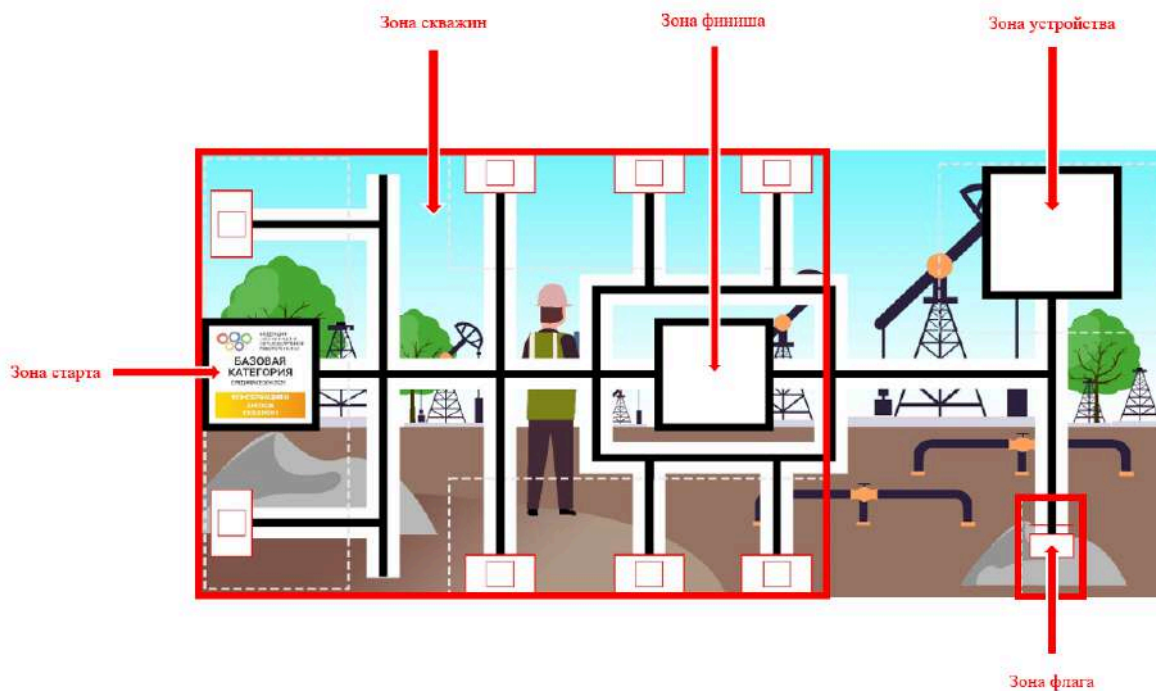 Зона скважин
Зона финиша
Зона устройства
Зона старта
БАЗОВАЯ
КАТЕГОРИЯ
Зона флага